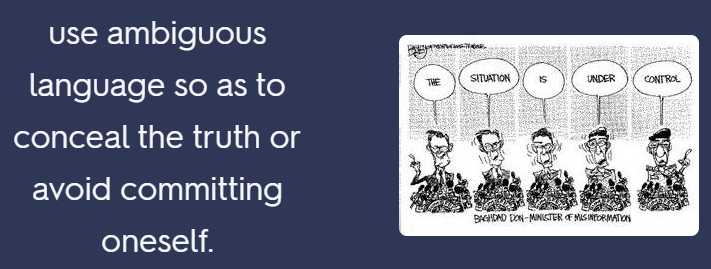 use ambiguous
language so as to
conceal the truth or
avoid committing
oneself.
THE
SITUATION
IS
UNDER
CONTROL
BAGHDAD DON-MINISTER OF MISINFORMATION